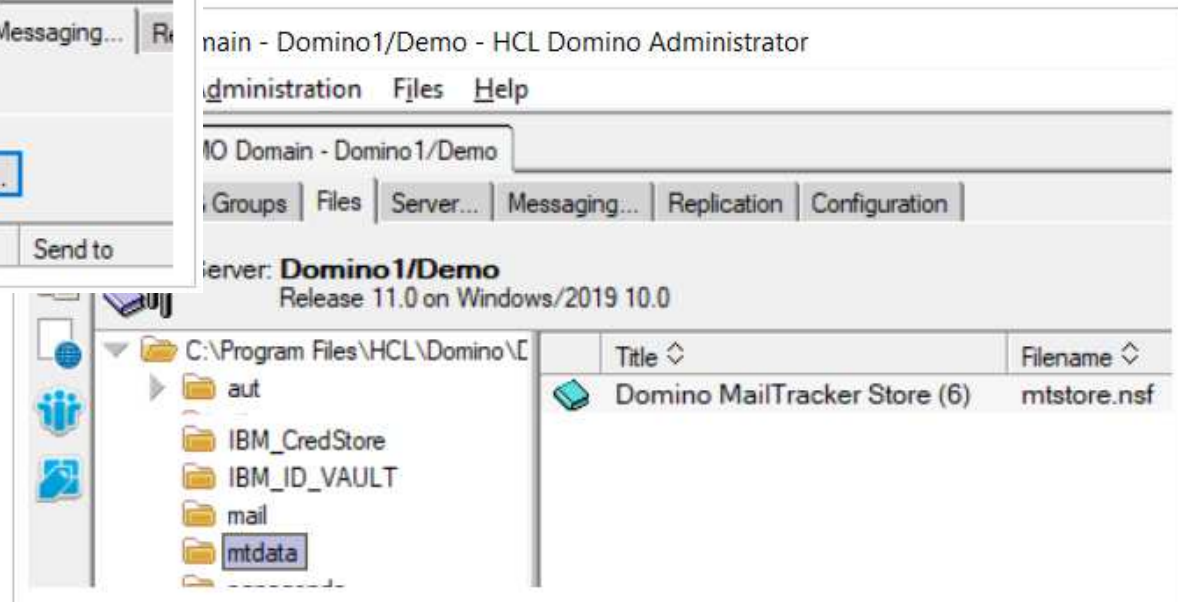 Messaging...
Send to
main - Domino1/Demo - HCL Domino Administrator
Administration Files Help
MO Domain - Domino1/Demo
Groups Files Server... Messaging... Replication Configuration
Server: Domino1/Demo
Release 11.0 on Windows/2019 10.0
C:\Program Files\HCL\Domino\D
Title Filename
aut
Domino MailTracker Store (6) mtstore.nsf
IBM_CredStore
IBM_ID_VAULT
mail
mtdata